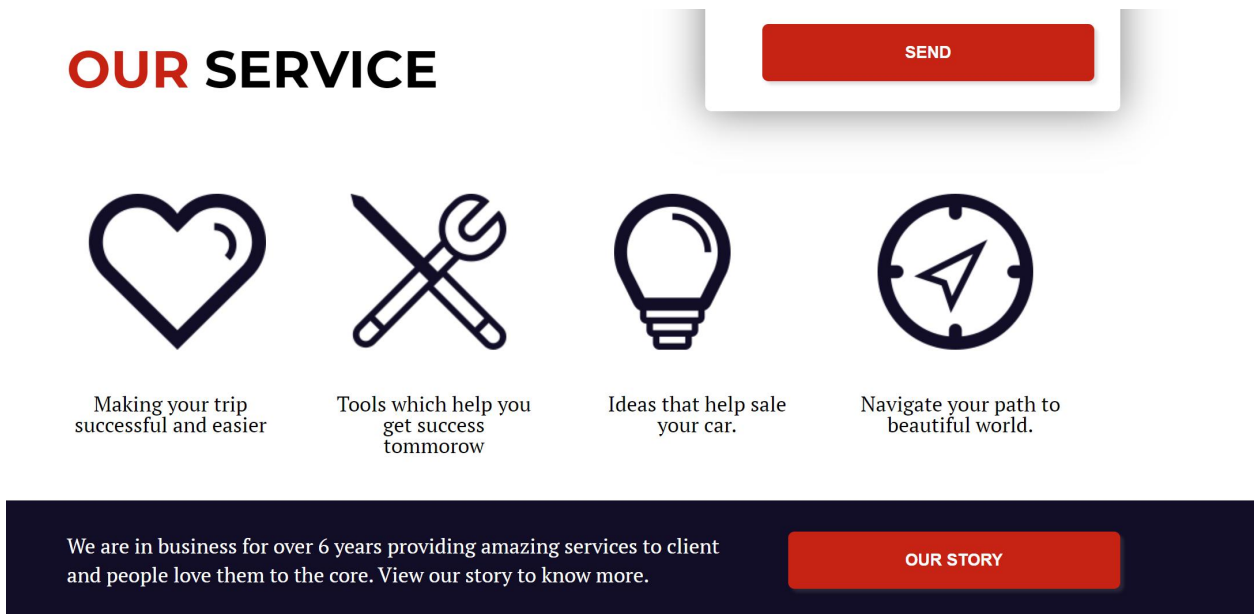 OUR SERVICE
SEND
Making your trip
successful and easier
Tools which help you
get success
tommorow
Ideas that help sale
your car.
Navigate your path to
beautiful world.
We are in business for over 6 years providing amazing services to client
and people love them to the core. View our story to know more.
OUR STORY